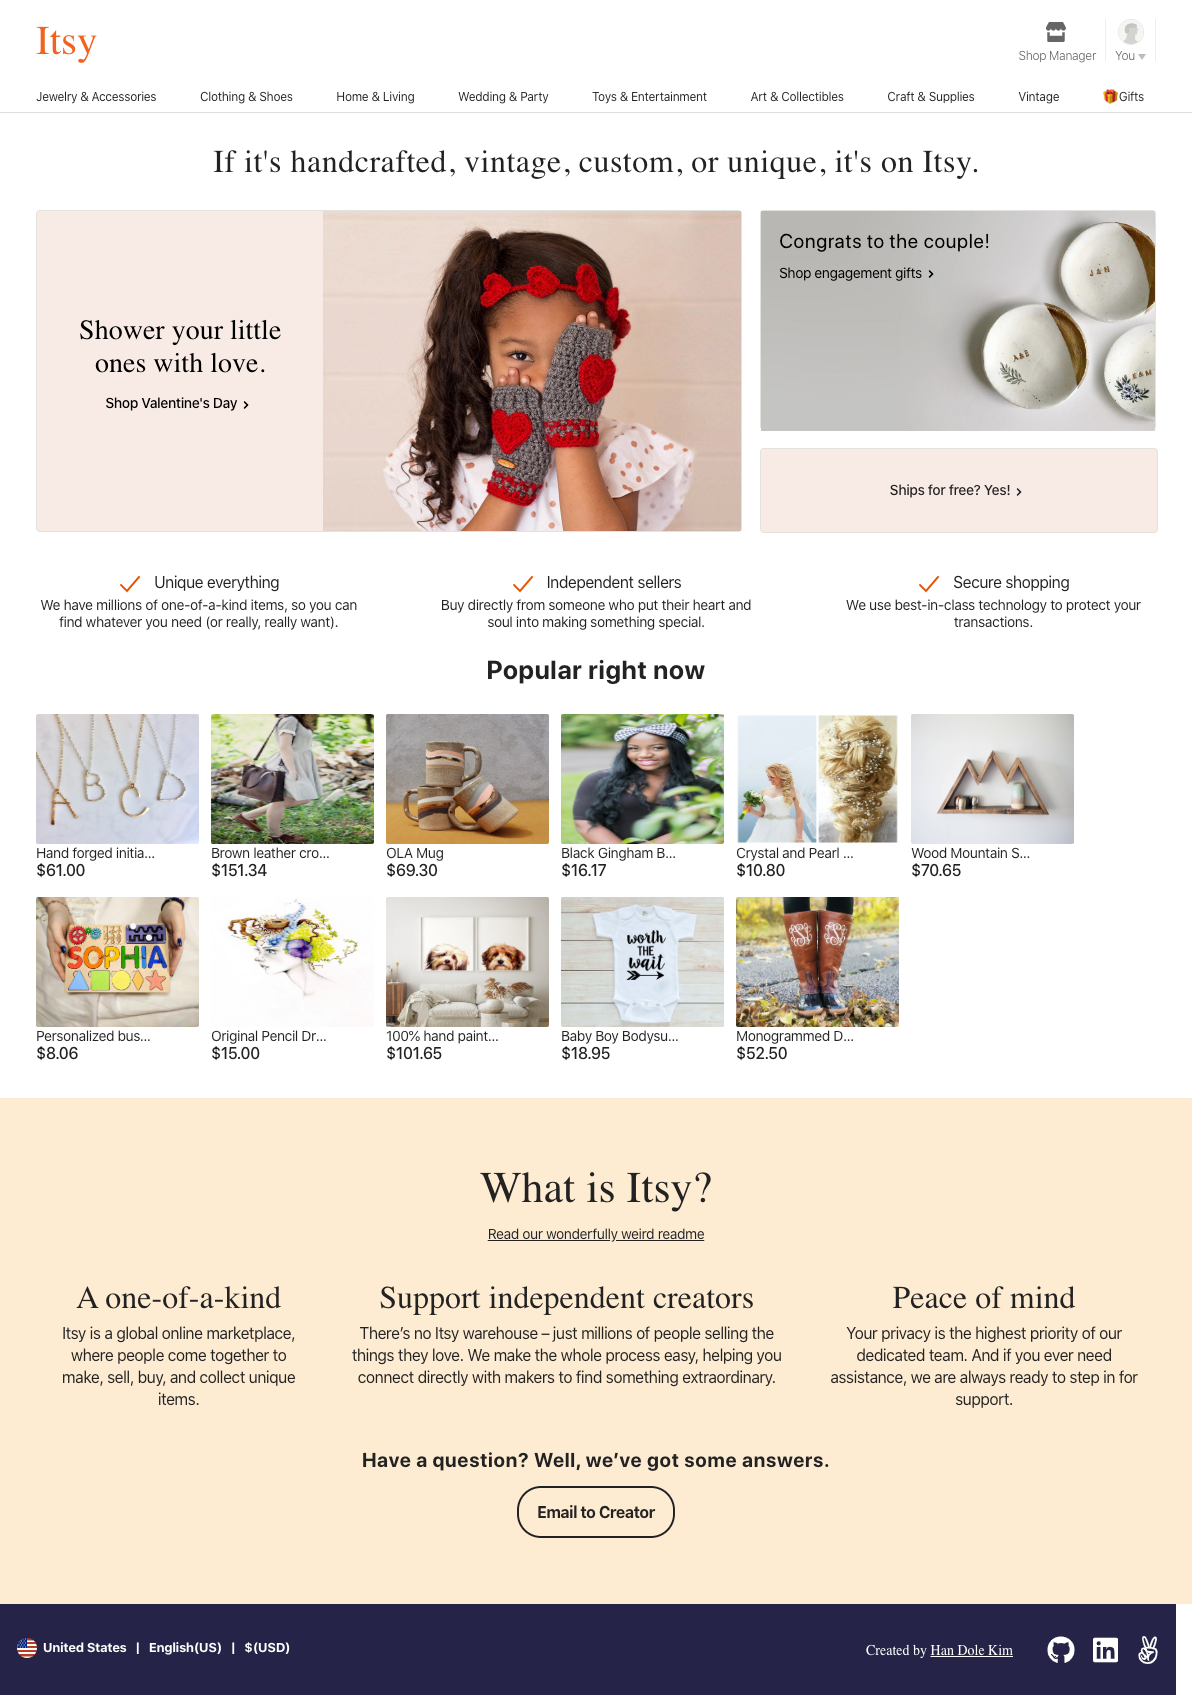 Itsy
Shop Manager
You
Jewelry & Accessories
Clothing & Shoes
Home & Living
Wedding & Party
Toys & Entertainment
Art & Collectibles
Craft & Supplies
Vintage
Gifts
If it's handcrafted, vintage, custom, or unique, it's on Itsy.
Shower your little
ones with love.
Shop Valentine's Day
Congrats to the couple!
Shop engagement gifts
J & N
A & E
E & M
Ships for free? Yes!
Unique everything
We have millions of one-of-a-kind items, so you can
find whatever you need (or really, really want).
Independent sellers
Buy directly from someone who put their heart and
soul into making something special.
Secure shopping
We use best-in-class technology to protect your
transactions.
Popular right now
A B C D
Hand forged initia...
$61.00
Brown leather cro...
$151.34
OLA Mug
$69.30
Black Gingham B...
$16.17
Crystal and Pearl ...
$10.80
Wood Mountain S...
$70.65
SOPHIA
Personalized bus...
$8.06
Original Pencil Dr...
$15.00
100% hand paint...
$101.65
worth
THE
wait
Baby Boy Bodysu...
$18.95
Monogrammed D...
$52.50
What is Itsy?
Read our wonderfully weird readme
A one-of-a-kind
Itsy is a global online marketplace,
where people come together to
make, sell, buy, and collect unique
items.
Support independent creators
There’s no Itsy warehouse – just millions of people selling the
things they love. We make the whole process easy, helping you
connect directly with makers to find something extraordinary.
Peace of mind
Your privacy is the highest priority of our
dedicated team. And if you ever need
assistance, we are always ready to step in for
support.
Have a question? Well, we’ve got some answers.
Email to Creator
United States | English(US) | $(USD)
Created by Han Dole Kim
in